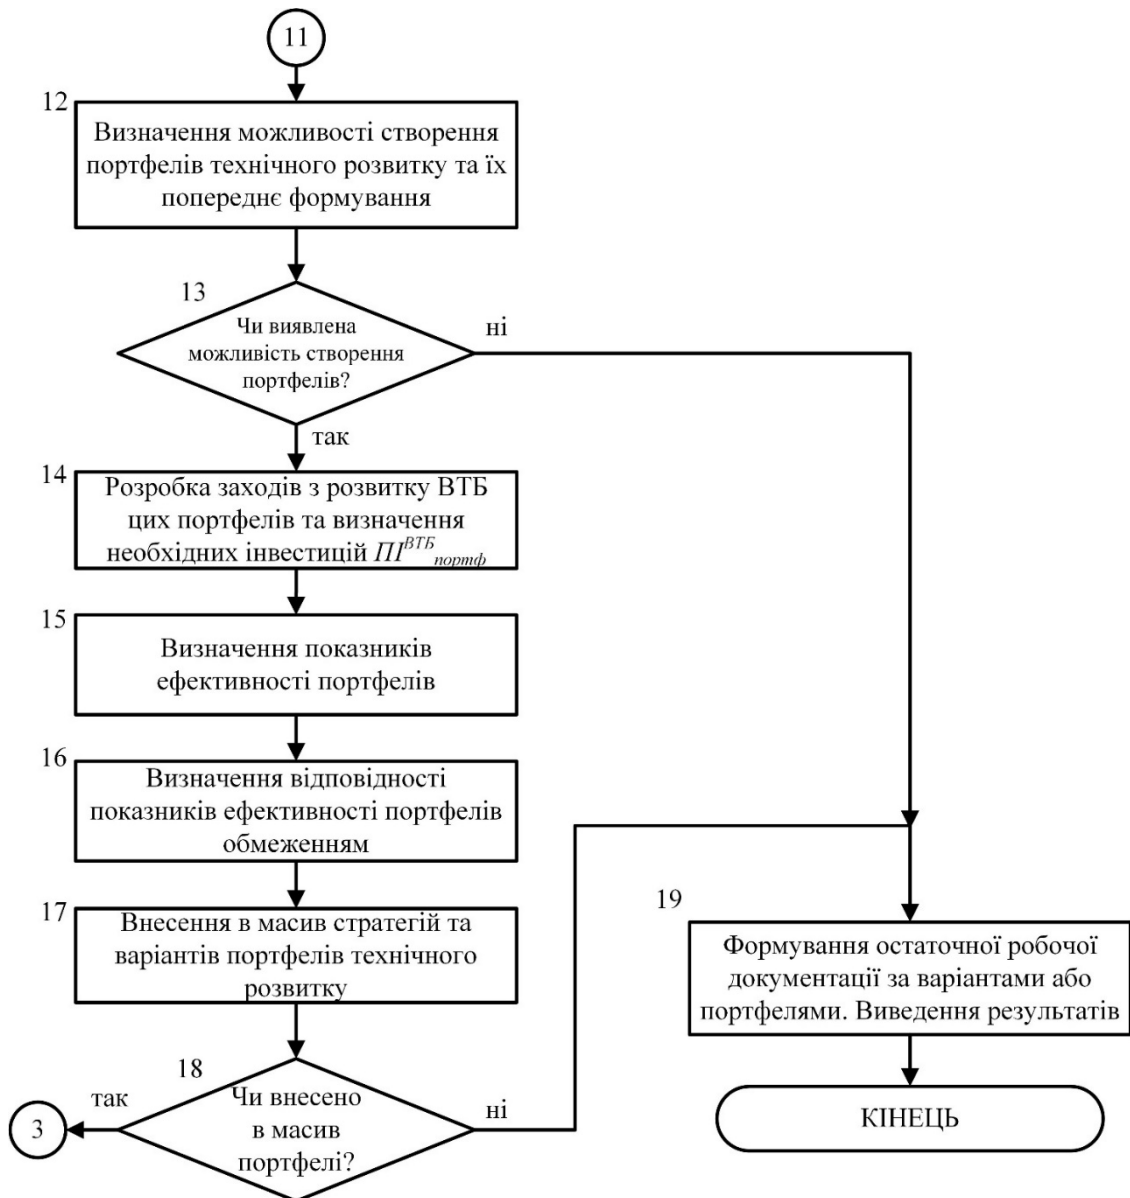 11
12
Визначення можливості створення
портфелів технічного розвитку та їх
попереднє формування
13
Чи виявлена
можливість створення
портфелів?
ні
так
14
Розробка заходів з розвитку ВТБ
цих портфелів та визначення
необхідних інвестицій ПІ^ВТБ_портф
15
Визначення показників
ефективності портфелів
16
Визначення відповідності
показників ефективності портфелів
обмеженням
17
Внесення в масив стратегій та
варіантів портфелів технічного
розвитку
18
Чи внесено
в масив
портфелі?
так
ні
3
19
Формування остаточної робочої
документації за варіантами або
портфелями. Виведення результатів
КІНЕЦЬ